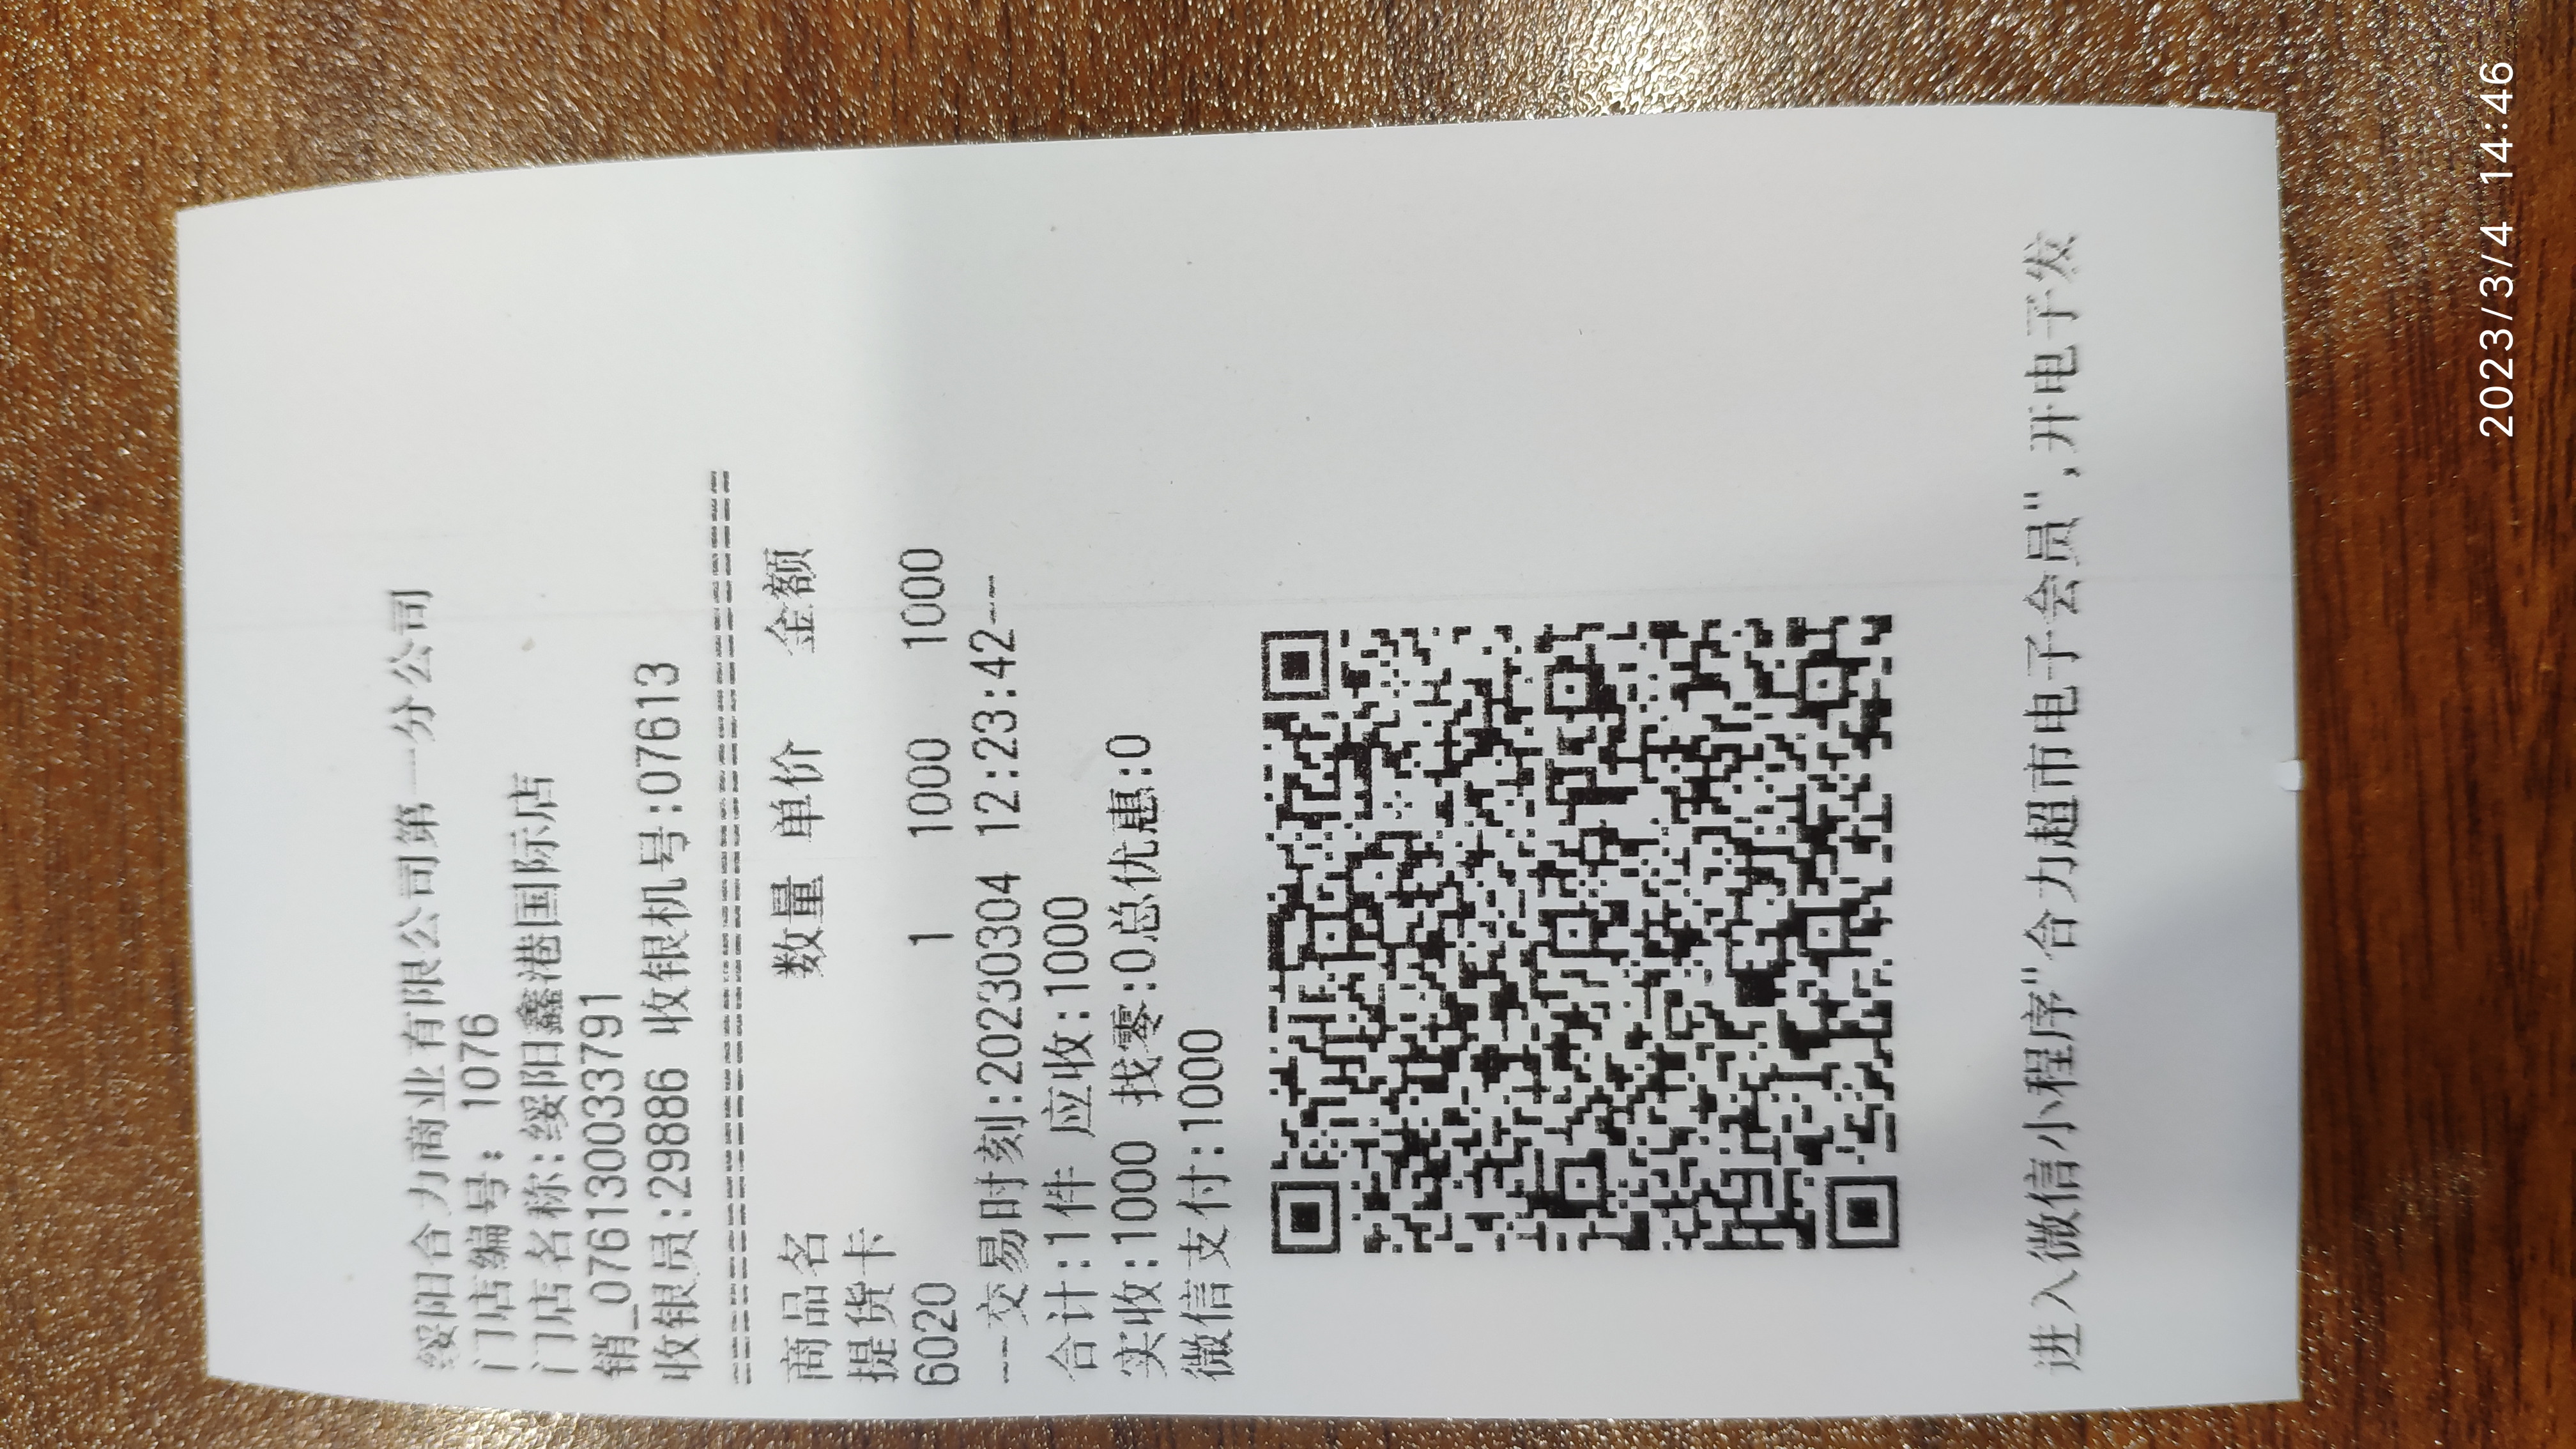 绥阳合力商业有限公司第一分公司
门店编号: 1076
门店名称:绥阳鑫港国际店
销_0761300033791
收银员:29886 收银机号:07613
================================
商品名 数量 单价 金额
提货卡
6020 1 1000 1000
--交易时刻:20230304 12:23:42--
合计:1件 应收:1000
实收:1000 找零:0总优惠:0
微信支付:1000
进入微信小程序"合力超市电子会员",开电子发
2023/3/4 14:46